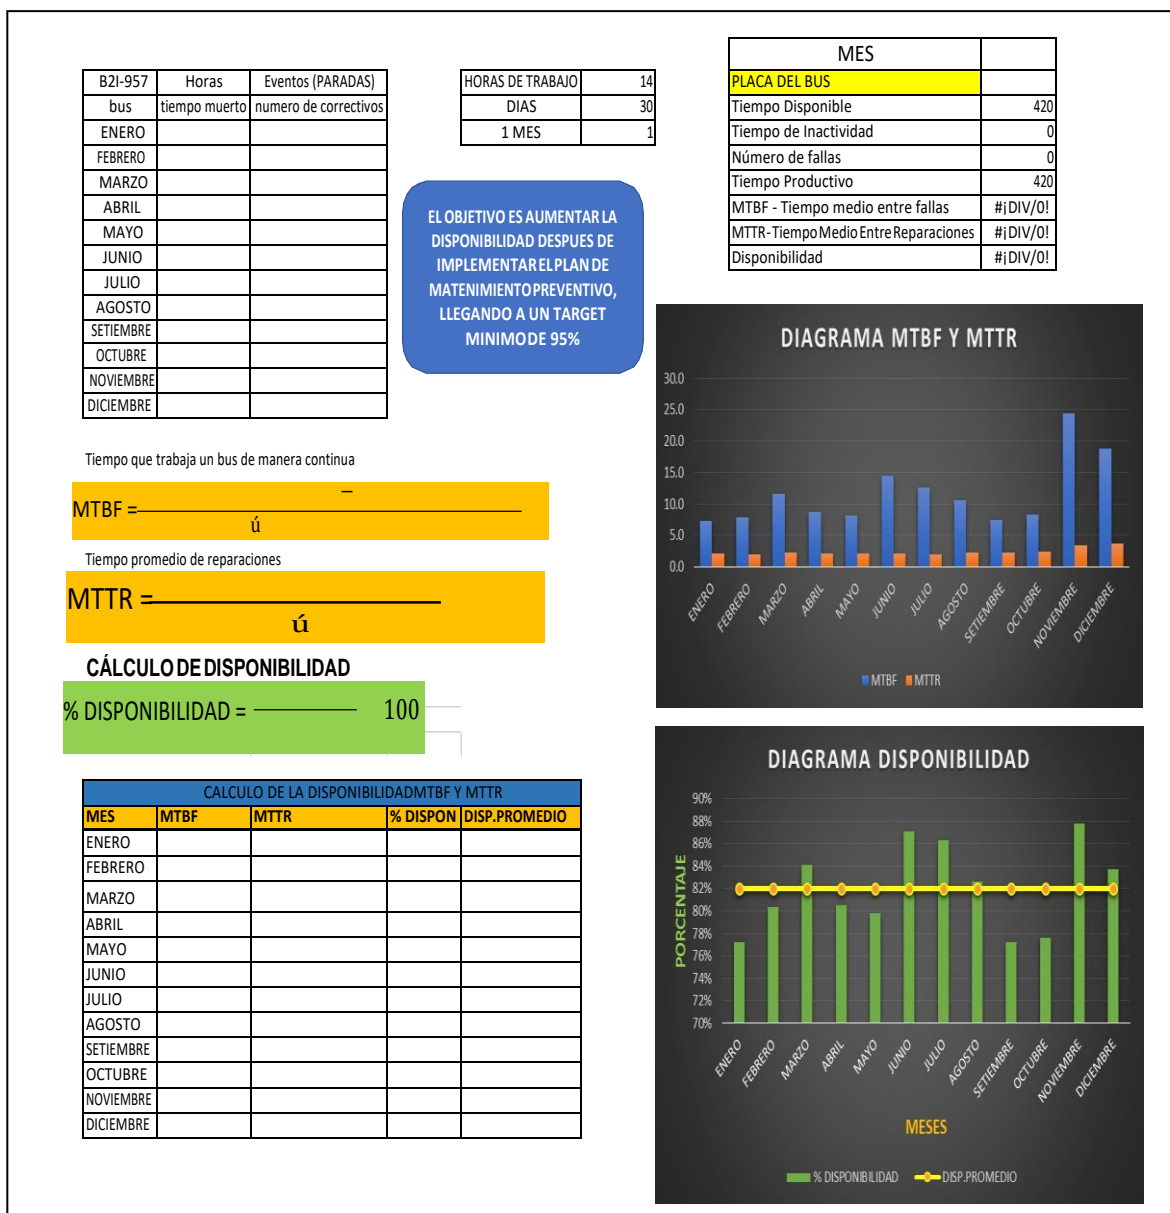 B2I-957 Horas Eventos (PARADAS)
bus tiempo muerto numero de correctivos
ENERO
FEBRERO
MARZO
ABRIL
MAYO
JUNIO
JULIO
AGOSTO
SETIEMBRE
OCTUBRE
NOVIEMBRE
DICIEMBRE
HORAS DE TRABAJO 14
DIAS 30
1 MES 1
MES
PLACA DEL BUS
Tiempo Disponible 420
Tiempo de Inactividad 0
Número de fallas 0
Tiempo Productivo 420
MTBF - Tiempo medio entre fallas #¡DIV/0!
MTTR-Tiempo Medio Entre Reparaciones #¡DIV/0!
Disponibilidad #¡DIV/0!
EL OBJETIVO ES AUMENTAR LA
DISPONIBILIDAD DESPUES DE
IMPLEMENTAR EL PLAN DE
MATENIMIENTO PREVENTIVO,
LLEGANDO A UN TARGET
MINIMO DE 95%
Tiempo que trabaja un bus de manera continua
MTBF =
–
ú
Tiempo promedio de reparaciones
MTTR =
ú
CÁLCULO DE DISPONIBILIDAD
% DISPONIBILIDAD = 100
CALCULO DE LA DISPONIBILIDADMTBF Y MTTR
MES MTBF MTTR % DISPON DISP.PROMEDIO
ENERO
FEBRERO
MARZO
ABRIL
MAYO
JUNIO
JULIO
AGOSTO
SETIEMBRE
OCTUBRE
NOVIEMBRE
DICIEMBRE
DIAGRAMA MTBF Y MTTR
30.0
25.0
20.0
15.0
10.0
5.0
0.0
ENERO FEBRERO MARZO ABRIL MAYO JUNIO JULIO AGOSTO SETIEMBRE OCTUBRE NOVIEMBRE DICIEMBRE
MTBF MTTR
DIAGRAMA DISPONIBILIDAD
PORCENTAJE
90%
88%
86%
84%
82%
80%
78%
76%
74%
72%
70%
ENERO FEBRERO MARZO ABRIL MAYO JUNIO JULIO AGOSTO SETIEMBRE OCTUBRE NOVIEMBRE DICIEMBRE
MESES
% DISPONIBILIDAD DISP.PROMEDIO